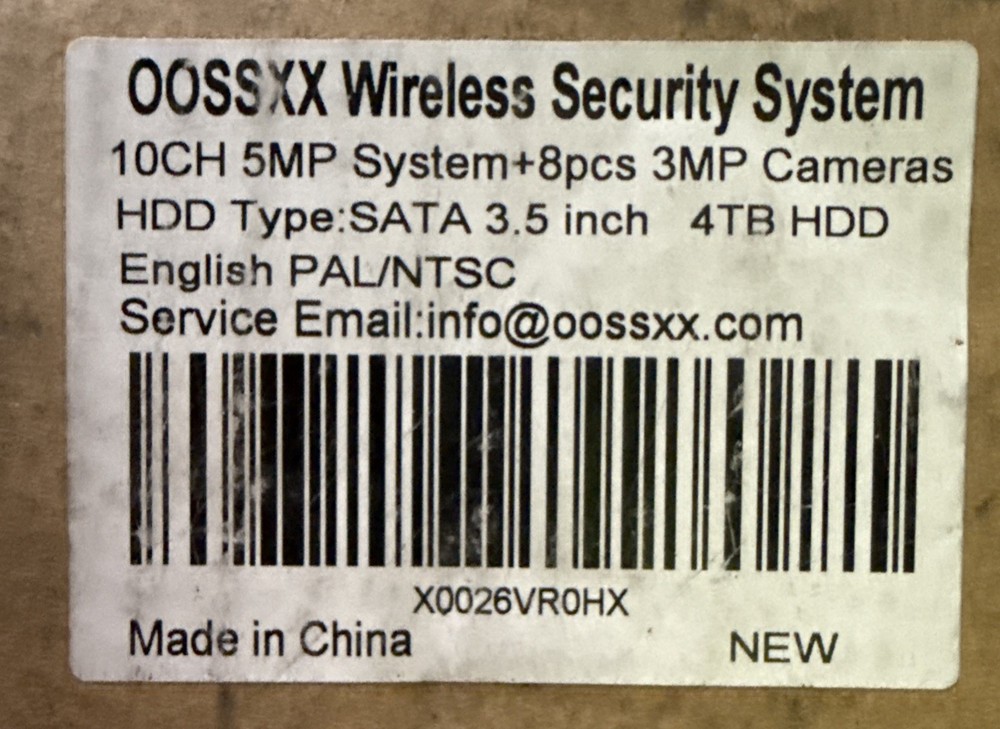 OOSSXX Wireless Security System
10CH 5MP System+8pcs 3MP Cameras
HDD Type:SATA 3.5 inch 4TB HDD
English PAL/NTSC
Service Email:info@oossxx.com
X0026VR0HX
Made in China NEW